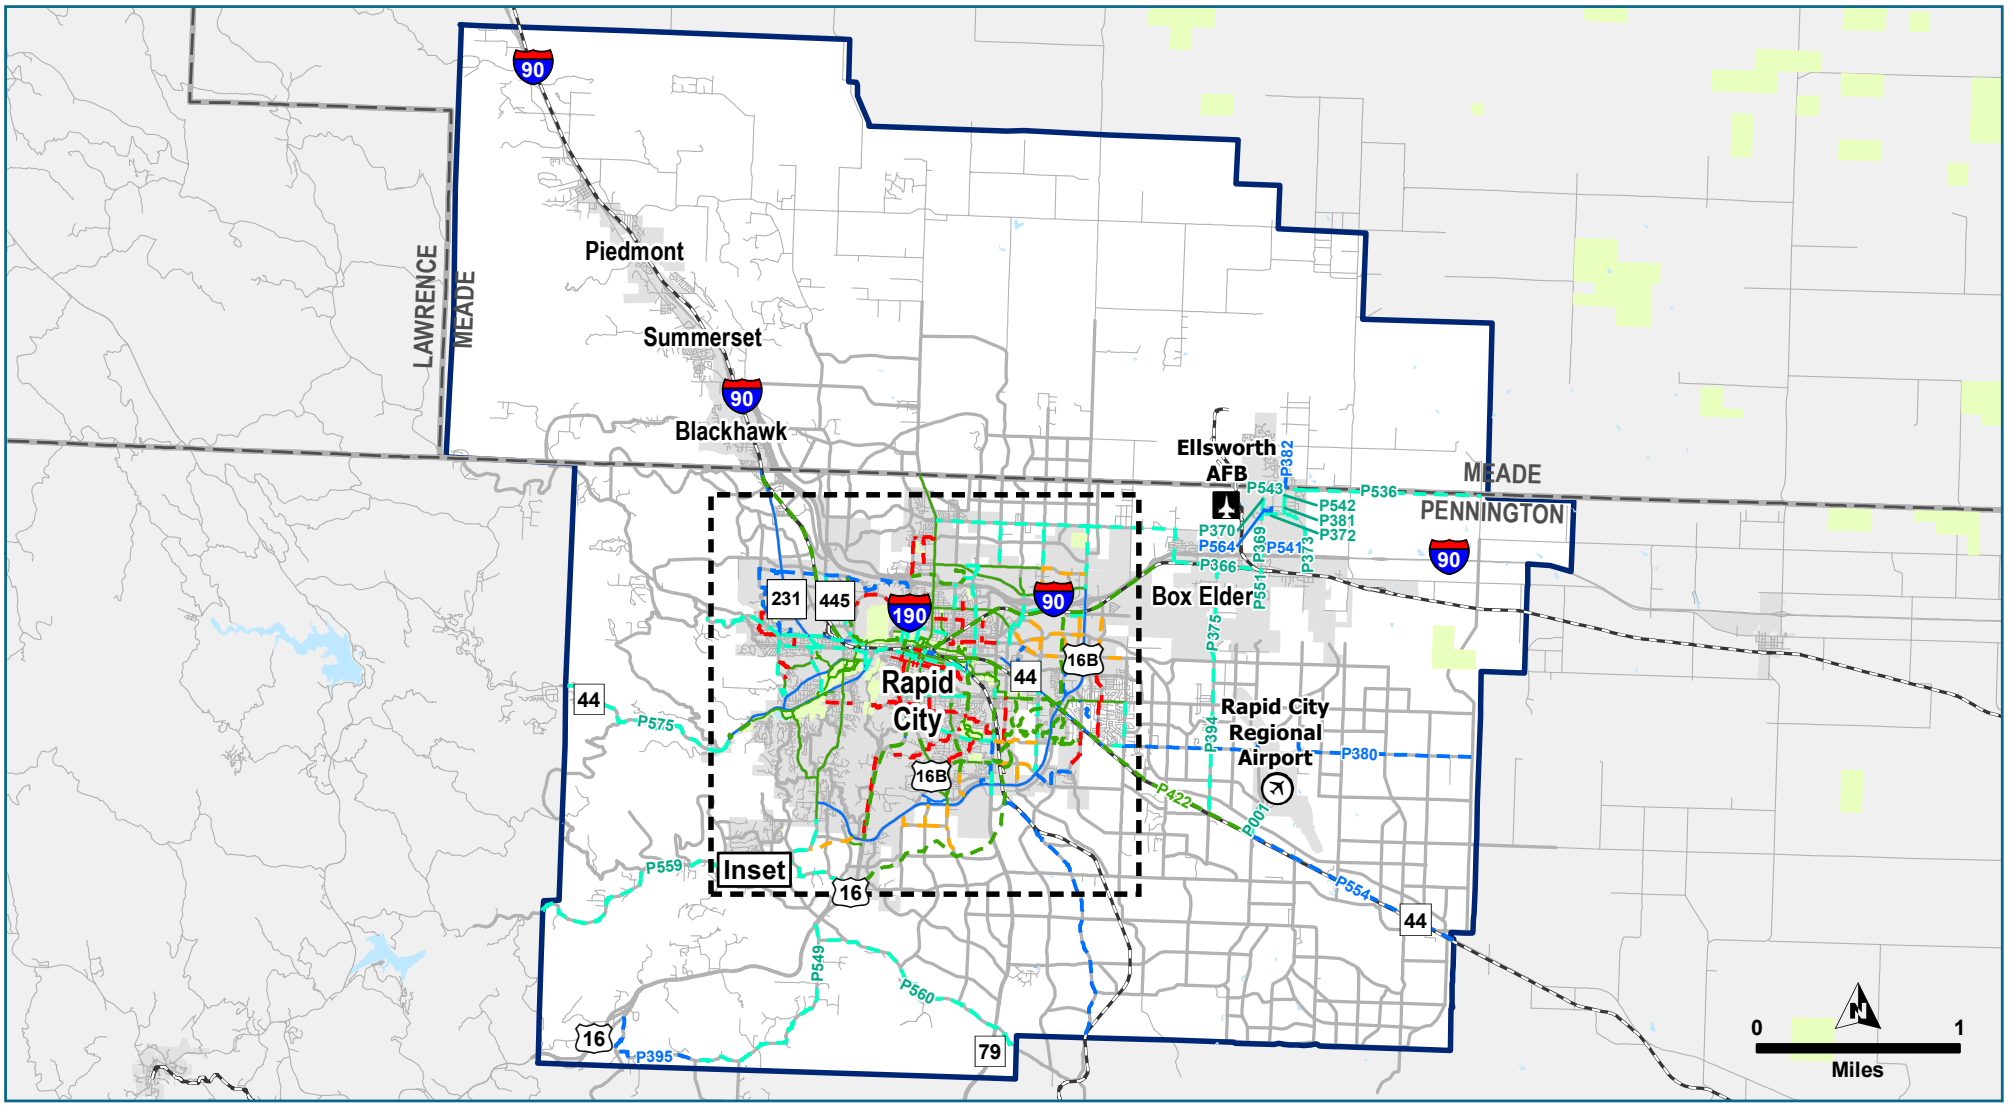 90
Piedmont
LAWRENCE
MEADE
Summerset
90
Blackhawk
Ellsworth
AFB
P382
MEADE
PENNINGTON
P543
P536
P542
P381
P372
P370
P564
P541
P369
P373
P366
P551
90
Box Elder
231
445
190
90
P375
16B
44
Rapid
City
44
P575
P394
Rapid City
Regional
Airport
P380
16B
P422
P001
Inset
P559
16
P554
44
P549
P560
16
P395
79
N
0
1
Miles